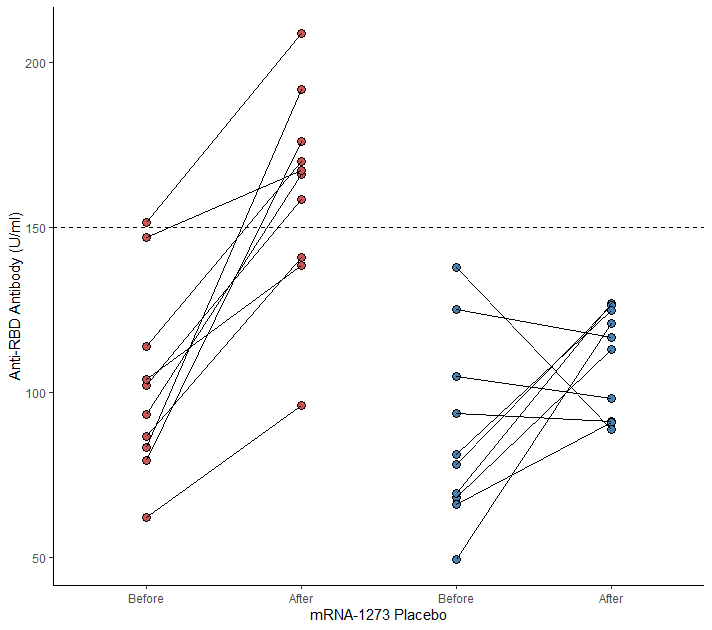 Anti-RBD Antibody (U/ml)
200
150
100
50
Before After Before After
mRNA-1273 Placebo